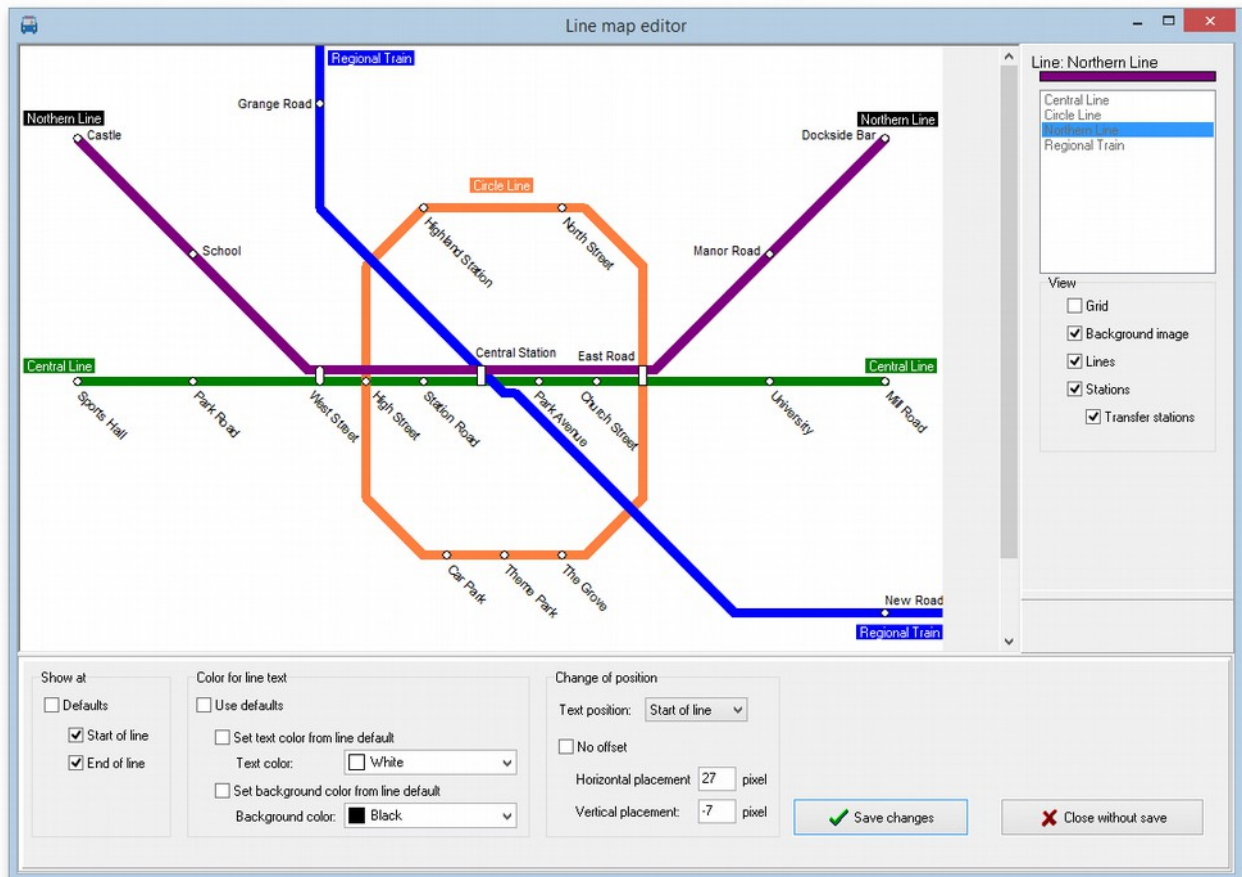 Line map editor
Regional Train
Grange Road
Northern Line
Castle
Northern Line
Dockside Bar
Circle Line
Highland Station
North Street
School
Manor Road
Central Station
East Road
Central Line
Central Line
Sports Hall
Park Road
West Street
High Street
Station Road
Park Avenue
Church Street
University
Mill Road
Car Park
Theme Park
The Grove
New Road
Regional Train
Line: Northern Line
Central Line
Circle Line
Northern Line
Regional Train
View
Grid
Background image
Lines
Stations
Transfer stations
Show at
Defaults
Start of line
End of line
Color for line text
Use defaults
Set text color from line default
Text color: White
Set background color from line default
Background color: Black
Change of position
Text position: Start of line
No offset
Horizontal placement 27 pixel
Vertical placement: -7 pixel
Save changes
Close without save